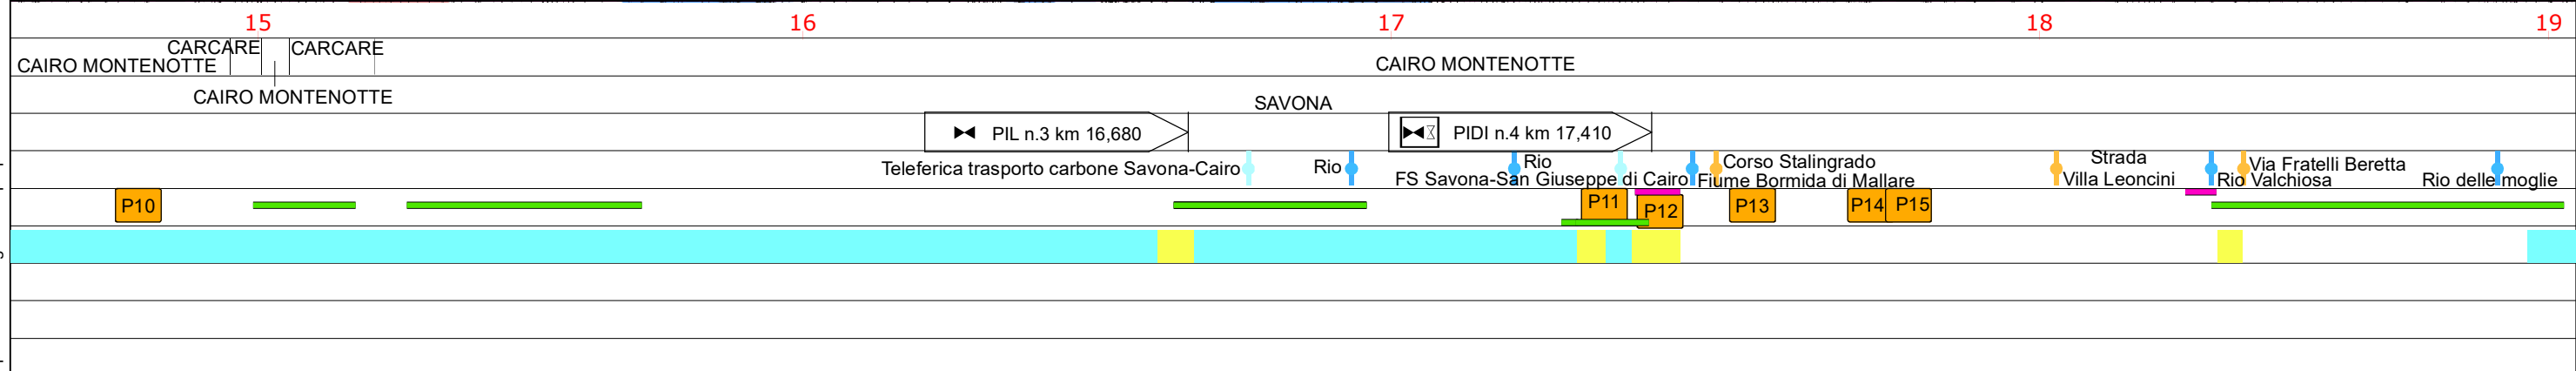 15 16 17 18 19
CARCARE CARCARE
CAIRO MONTENOTTE CAIRO MONTENOTTE
CAIRO MONTENOTTE
SAVONA
PIL n.3 km 16,680 PIDI n.4 km 17,410
Teleferica trasporto carbone Savona-Cairo Rio Rio Corso Stalingrado Strada Via Fratelli Beretta
FS Savona-San Giuseppe di Cairo Fiume Bormida di Mallare Villa Leoncini Rio Valchiosa Rio delle moglie
P10 P11 P12 P13 P14 P15